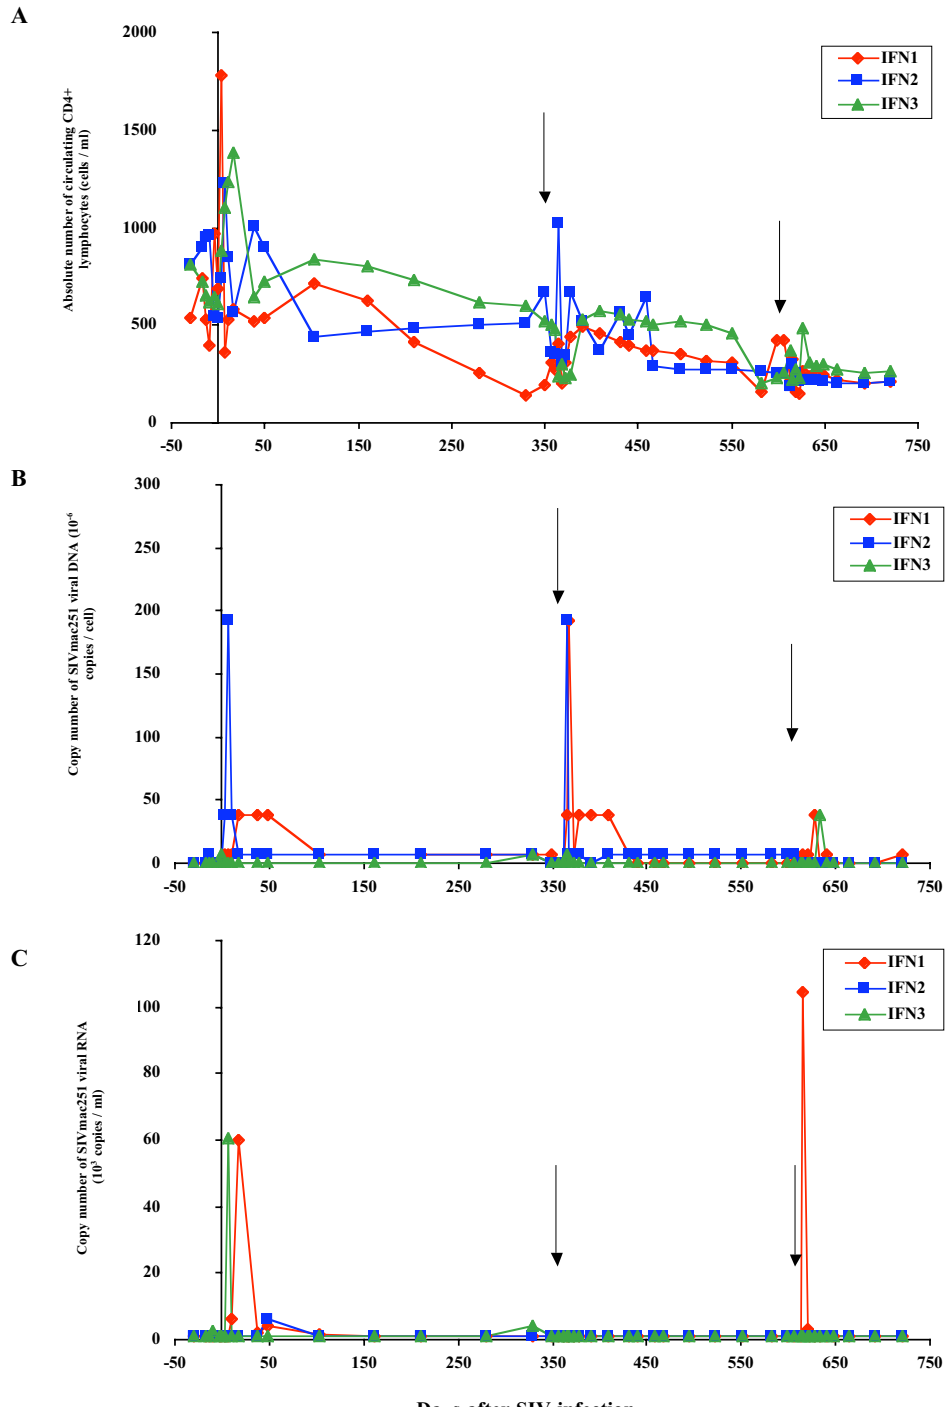 A
2000
1500
1000
500
0
-50 50 150 250 350 450 550 650 750
Absolute number of circulating CD4+
lymphocytes (cells / ml)
IFN1
IFN2
IFN3
B
300
250
200
150
100
50
0
-50 50 150 250 350 450 550 650 750
Copy number of SIVmac251 viral DNA (10⁻⁶
copies / cell)
IFN1
IFN2
IFN3
C
120
100
80
60
40
20
0
-50 50 150 250 350 450 550 650 750
Copy number of SIVmac251 viral RNA
(10³ copies / ml)
IFN1
IFN2
IFN3
Days after SIV infection